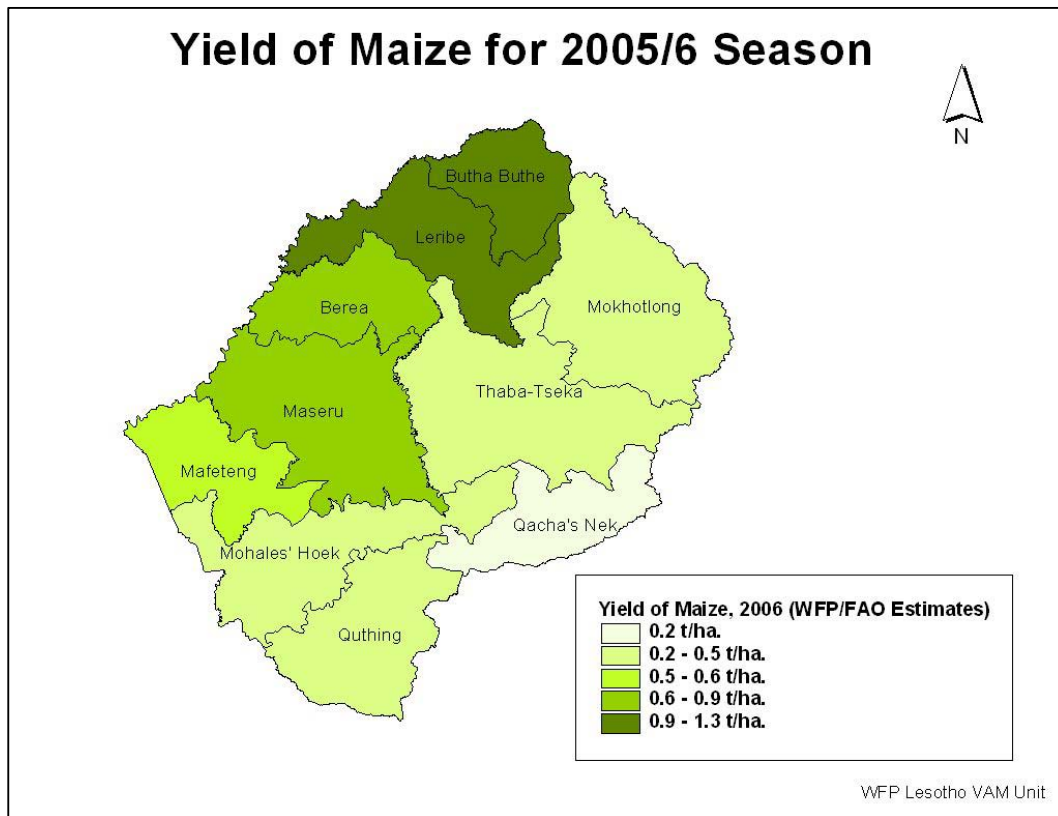 Yield of Maize for 2005/6 Season
N
Butha Buthe
Leribe
Berea
Mokhotlong
Thaba-Tseka
Maseru
Mafeteng
Qacha's Nek
Mohales' Hoek
Quthing
Yield of Maize, 2006 (WFP/FAO Estimates)
0.2 t/ha.
0.2 - 0.5 t/ha.
0.5 - 0.6 t/ha.
0.6 - 0.9 t/ha.
0.9 - 1.3 t/ha.
WFP Lesotho VAM Unit